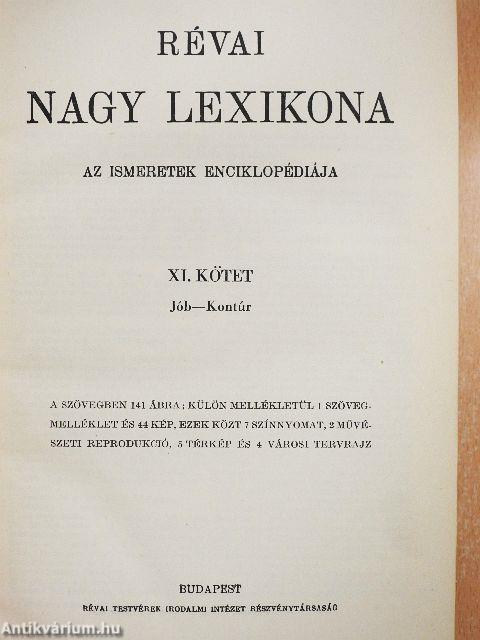 RÉVAI
NAGY LEXIKONA
AZ ISMERETEK ENCIKLOPÉDIÁJA
XI. KÖTET
Jób—Kontúr
A SZÖVEGBEN 141 ÁBRA; KÜLÖN MELLÉKLETÜL 1 SZÖVEG-
MELLÉKLET ÉS 44 KÉP, EZEK KÖZT 7 SZÍNNYOMAT, 2 MŰVÉ-
SZETI REPRODUKCIÓ, 5 TÉRKÉP ÉS 4 VÁROSI TERVRAJZ
BUDAPEST
RÉVAI TESTVÉREK IRODALMI INTÉZET RÉSZVÉNYTÁRSASÁG
Antikvárium.hu